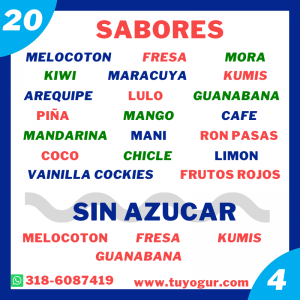 20
SABORES
MELOCOTON FRESA MORA
KIWI MARACUYA KUMIS
AREQUIPE LULO GUANABANA
PIÑA MANGO CAFE
MANDARINA MANI RON PASAS
COCO CHICLE LIMON
VAINILLA COCKIES FRUTOS ROJOS
SIN AZUCAR
MELOCOTON FRESA KUMIS
GUANABANA
318-6087419 www.tuyogur.com
4